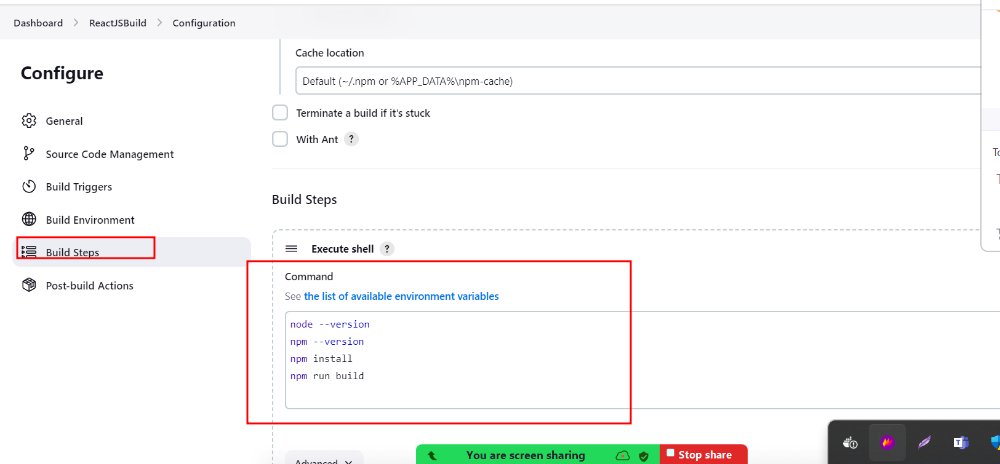 Dashboard > ReactJSBuild > Configuration
Configure
General
Source Code Management
Build Triggers
Build Environment
Build Steps
Post-build Actions
Cache location
Default (~/.npm or %APP_DATA%\npm-cache)
Terminate a build if it's stuck
With Ant ?
Build Steps
Execute shell ?
Command
See the list of available environment variables
node --version
npm --version
npm install
npm run build
Advanced
You are screen sharing
Stop share